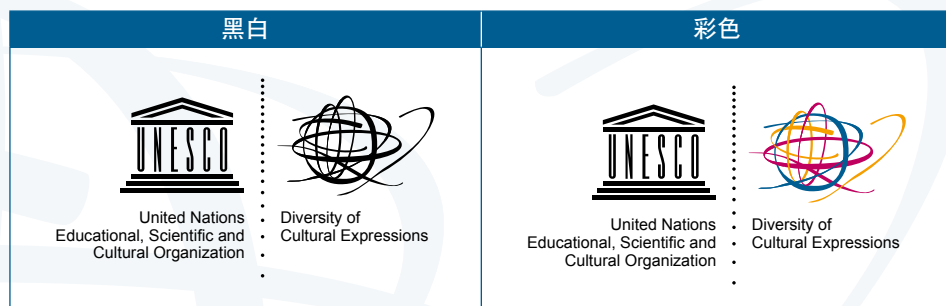 黑白
彩色
UNESCO
United Nations
Educational, Scientific and
Cultural Organization
Diversity of
Cultural Expressions
UNESCO
United Nations
Educational, Scientific and
Cultural Organization
Diversity of
Cultural Expressions